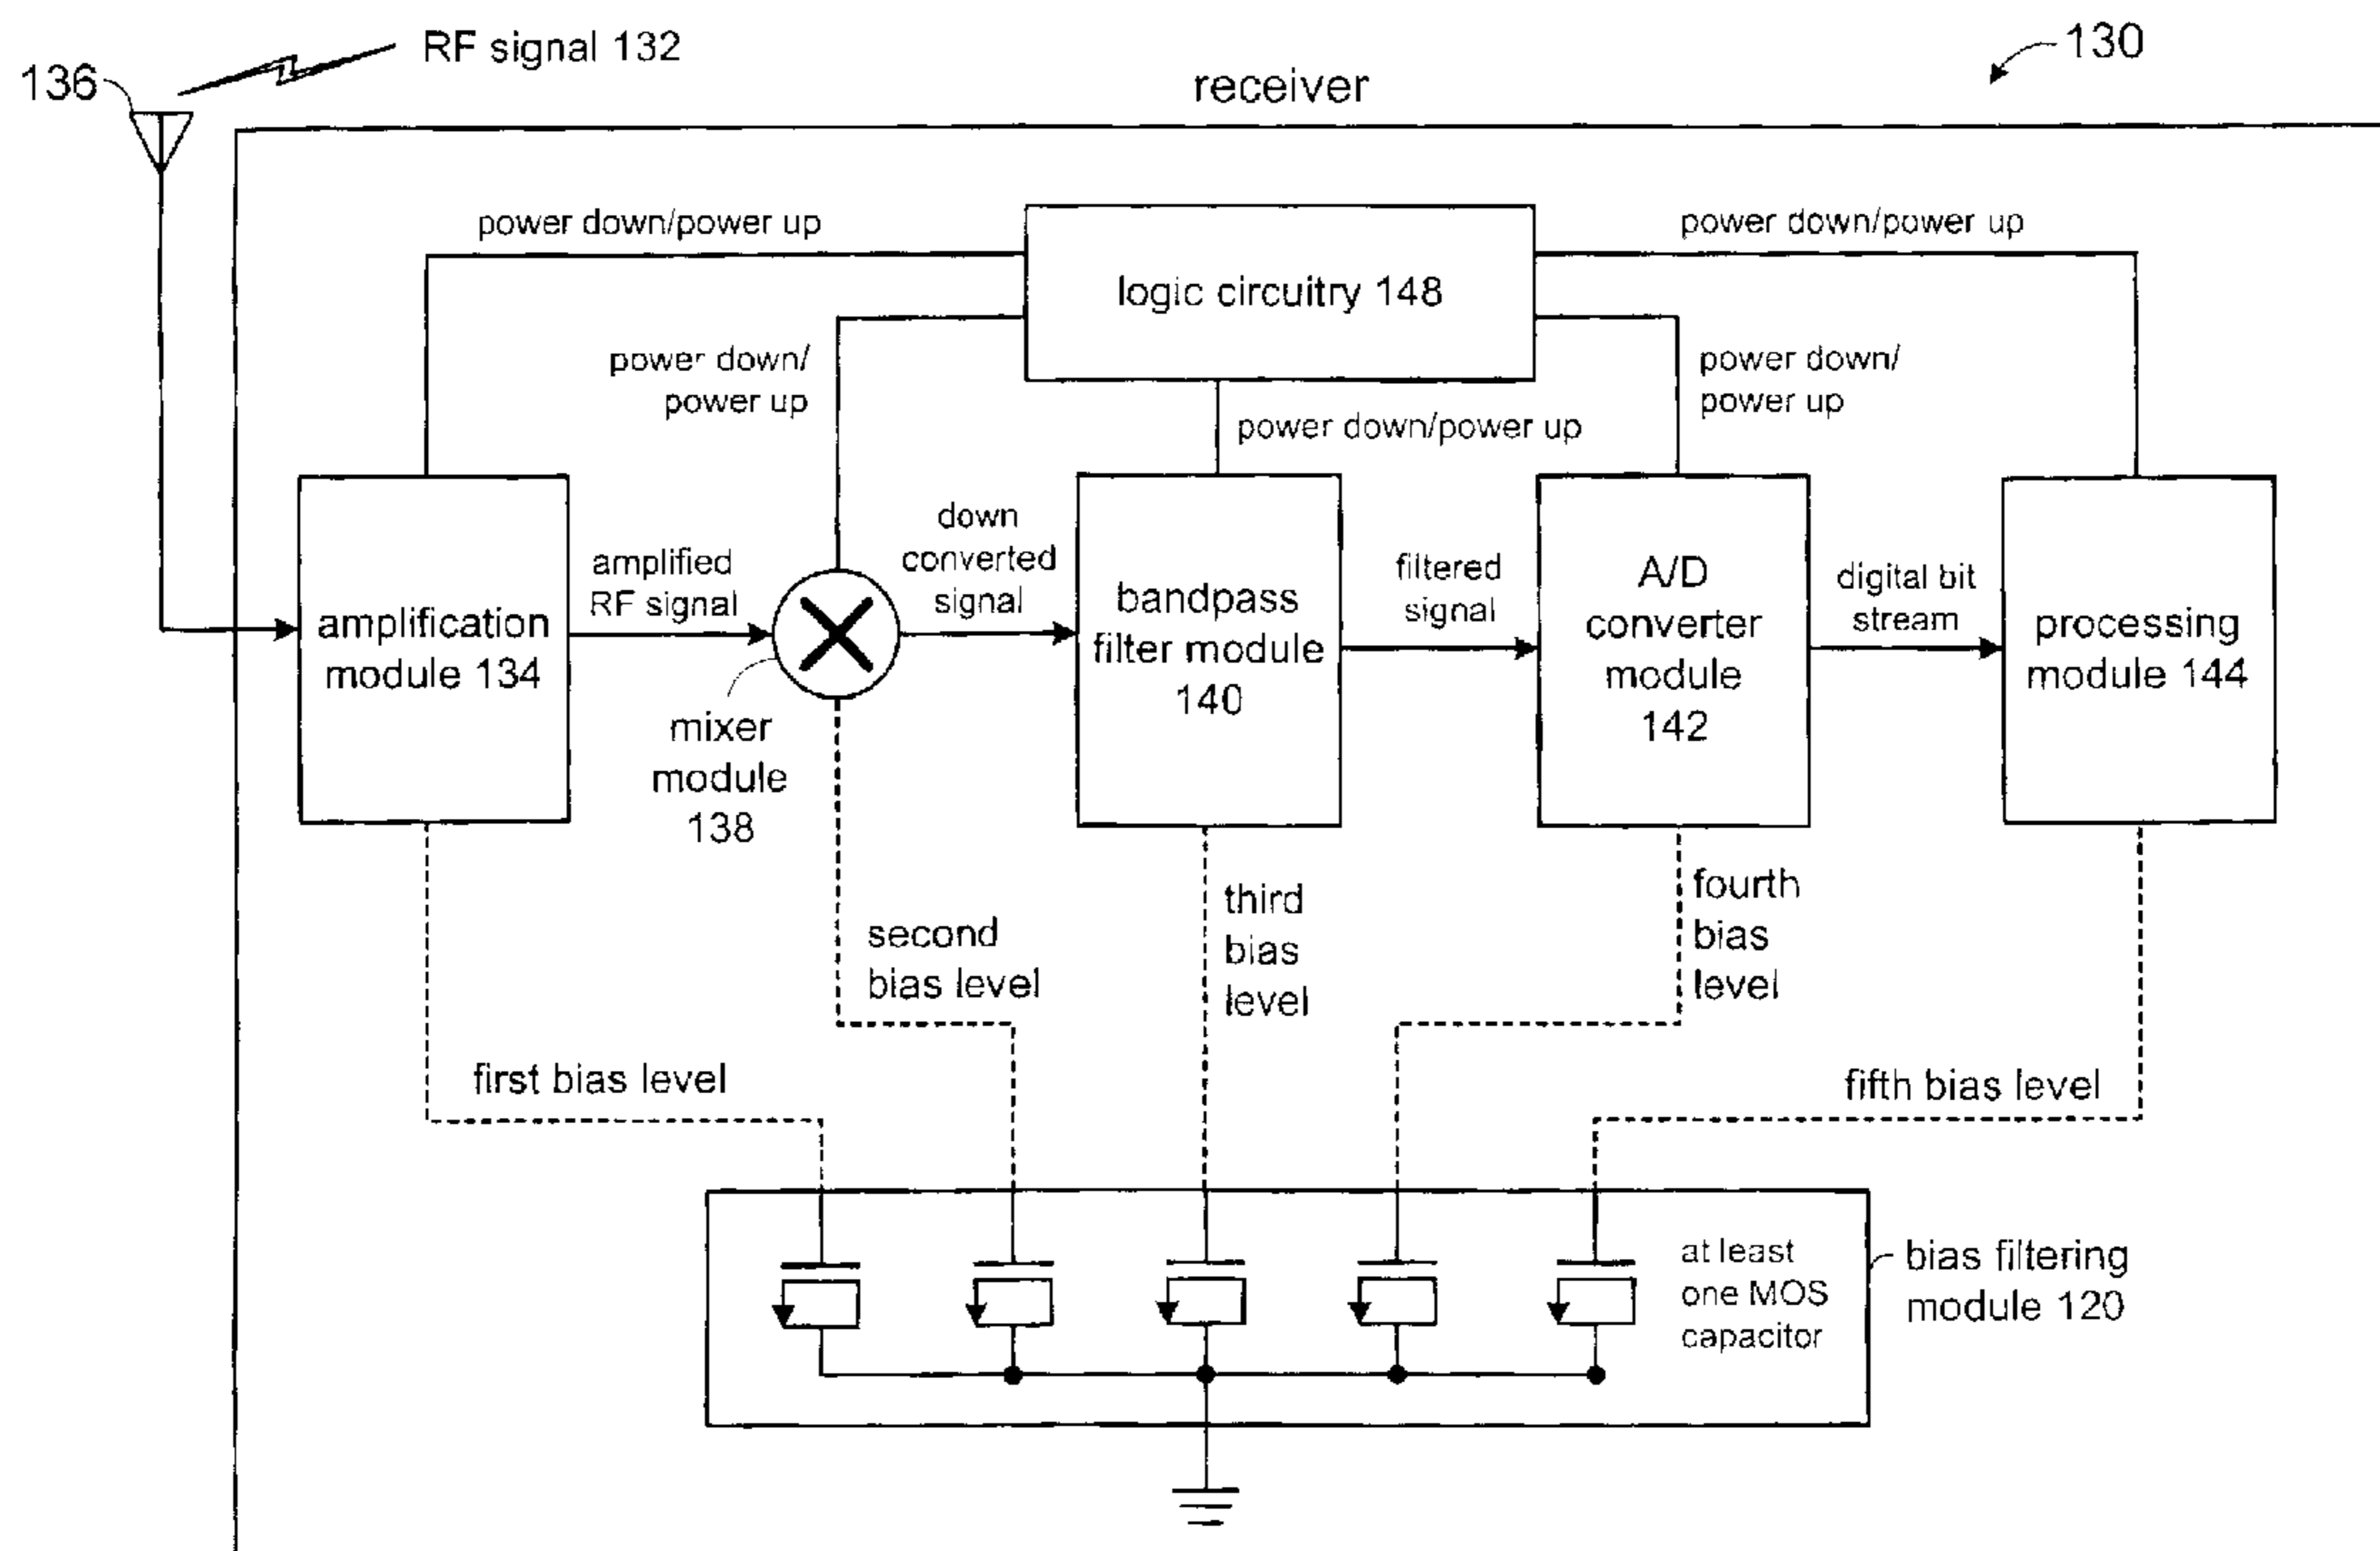 RF signal 132
130
136
receiver
power down/power up
power down/power up
logic circuitry 148
power down/
power up
power down/
power up
power down/power up
amplification
module 134
amplified
RF signal
mixer
module
138
down
converted
signal
bandpass
filter module
140
filtered
signal
A/D
converter
module
142
digital bit
stream
processing
module 144
first bias level
second
bias level
third
bias
level
fourth
bias
level
fifth bias level
at least
one MOS
capacitor
bias filtering
module 120